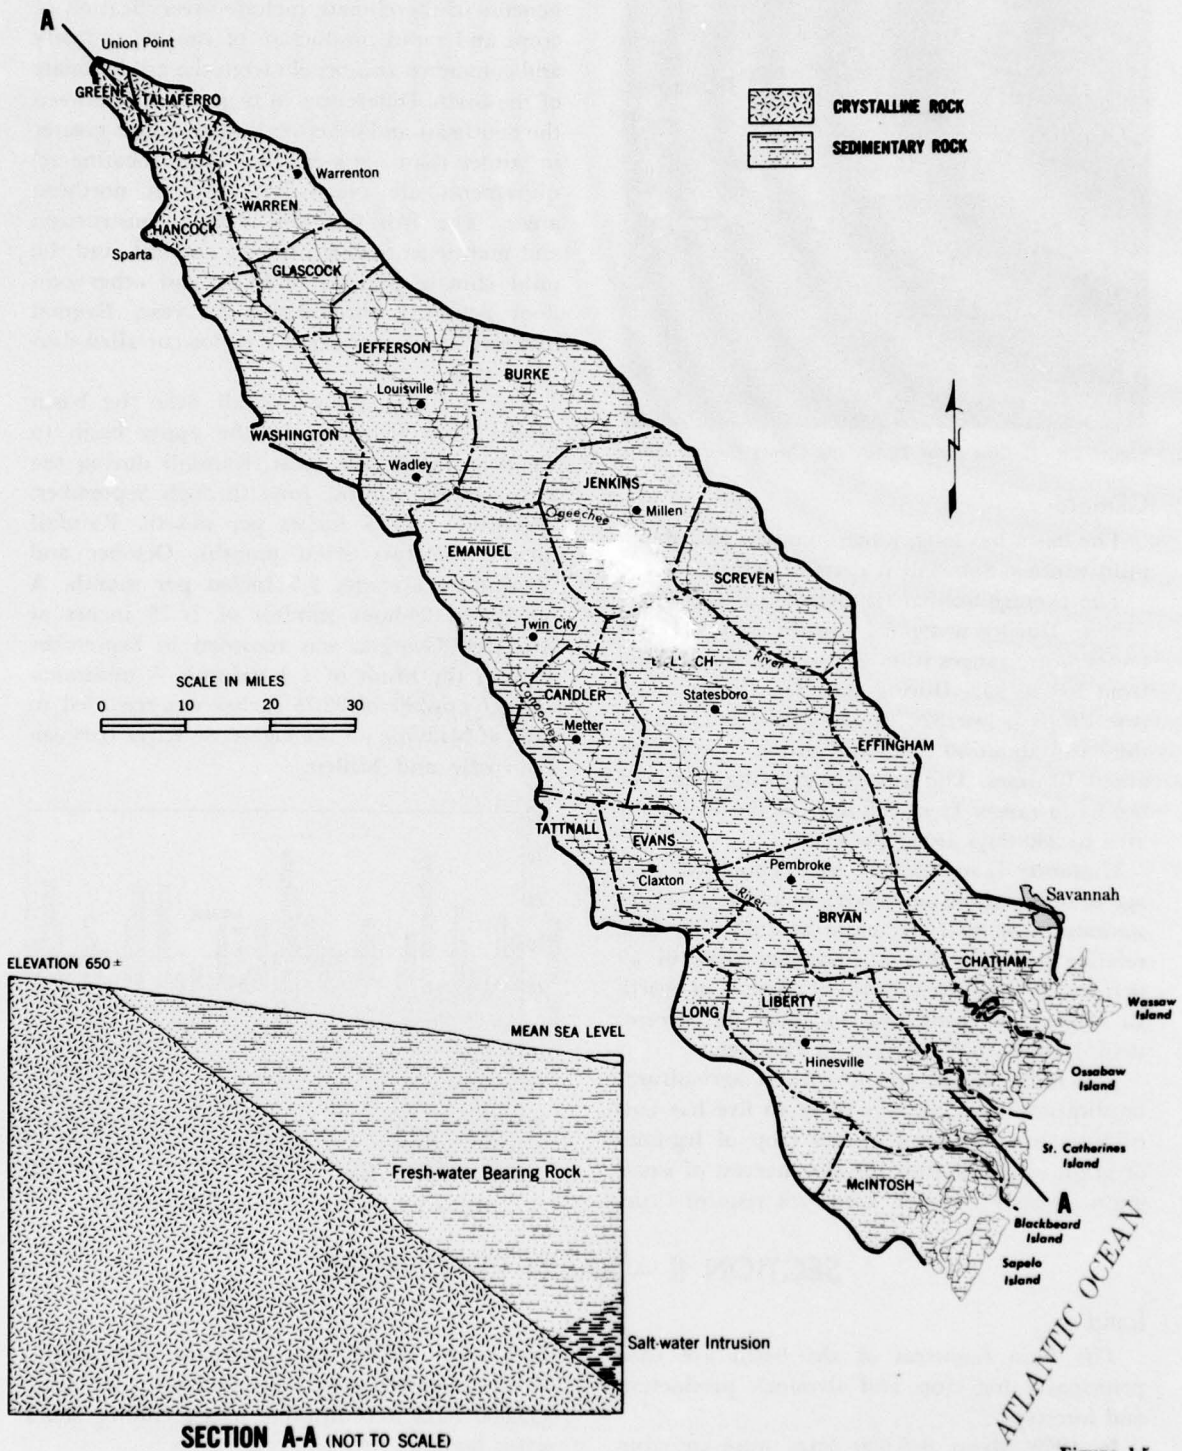 A
Union Point
GREENE
TALIAFERRO
CRYSTALLINE ROCK
SEDIMENTARY ROCK
Warrenton
WARREN
HANCOCK
Sparta
GLASCOCK
JEFFERSON
BURKE
Louisville
WASHINGTON
Wadley
JENKINS
Ogeechee
Millen
EMANUEL
SCREVEN
Twin City
River
SCALE IN MILES
0 10 20 30
CANDLER
Canoochee
Statesboro
Metter
EFFINGHAM
TATTNALL
EVANS
Pembroke
Claxton
River
BRYAN
Savannah
CHATHAM
ELEVATION 650 ±
MEAN SEA LEVEL
LONG
LIBERTY
Wassaw
Island
Hinesville
Ossabaw
Island
St. Catherines
Island
Fresh-water Bearing Rock
McINTOSH
A
Blackbeard
Island
Sapelo
Island
ATLANTIC OCEAN
Salt-water Intrusion
SECTION A-A (NOT TO SCALE)